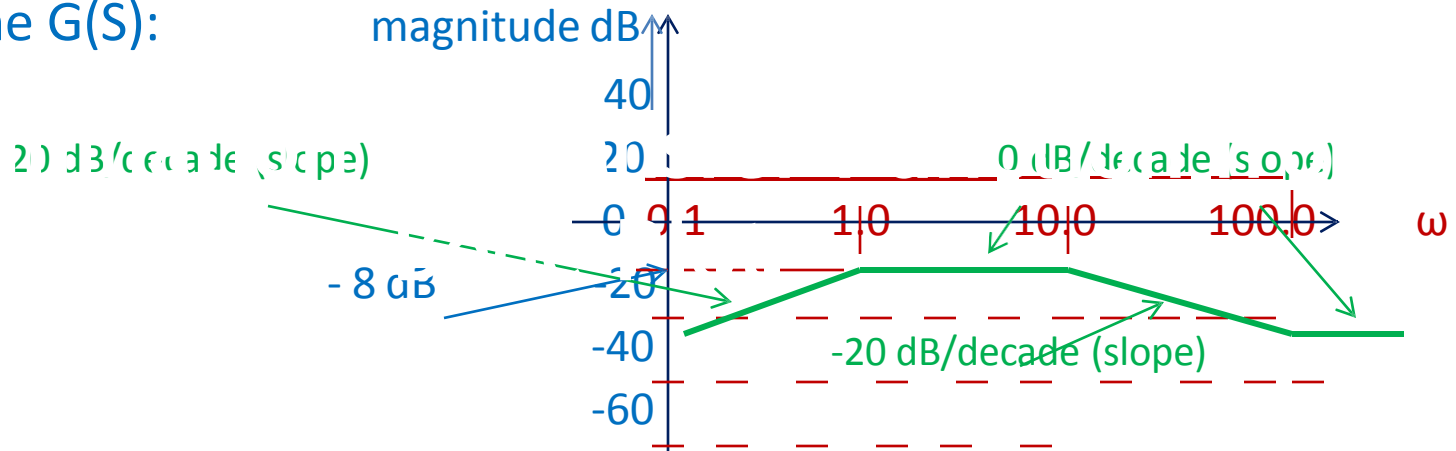 ne G(S):
magnitude dB
40
20 dB/decade (slope)
20
0 dB/decade (slope)
0 0.1 1.0 10.0 100.0 ω
- 8 dB
-20
-40
-20 dB/decade (slope)
-60